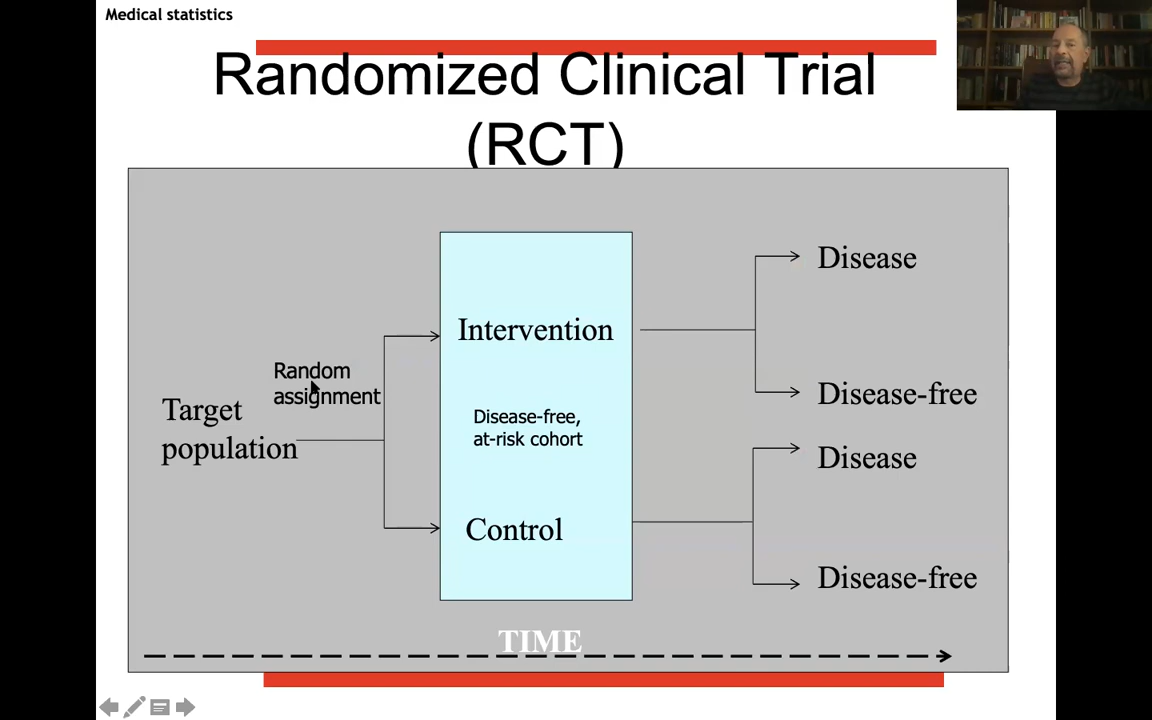 Medical statistics
Randomized Clinical Trial
(RCT)
Random
assignment
Target
population
Intervention
Disease-free,
at-risk cohort
Control
Disease
Disease-free
Disease
Disease-free
TIME